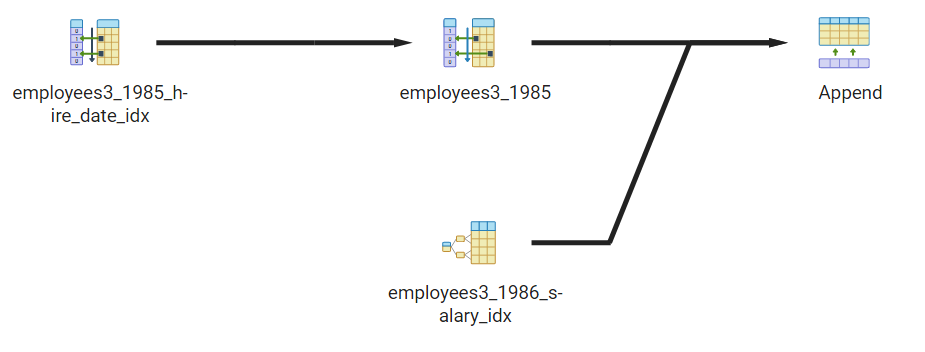 employees3_1985_h-
ire_date_idx
employees3_1985
Append
employees3_1986_s-
alary_idx